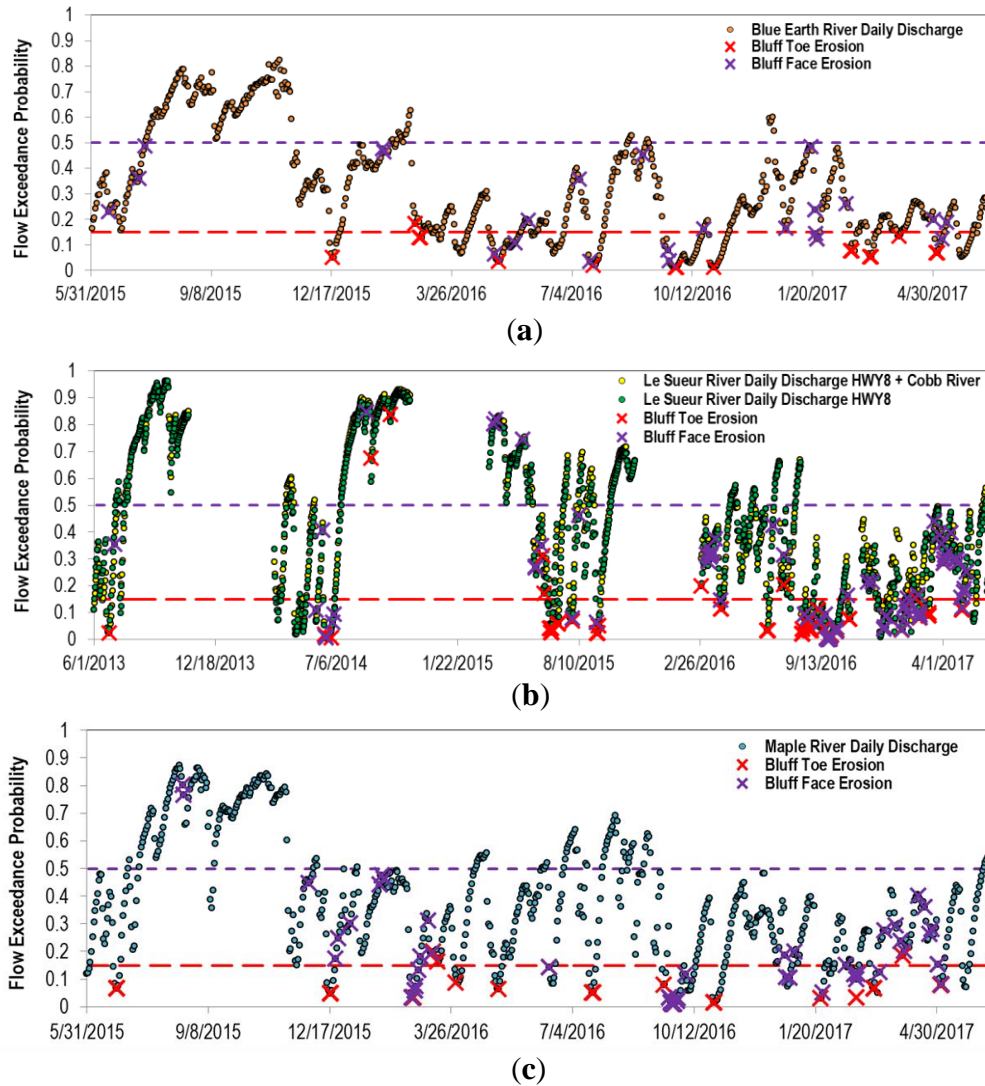 Flow Exceedance Probability
1
0.9
0.8
0.7
0.6
0.5
0.4
0.3
0.2
0.1
0
Blue Earth River Daily Discharge
Bluff Toe Erosion
Bluff Face Erosion
5/31/2015 9/8/2015 12/17/2015 3/26/2016 7/4/2016 10/12/2016 1/20/2017 4/30/2017
(a)
Flow Exceedance Probability
1
0.9
0.8
0.7
0.6
0.5
0.4
0.3
0.2
0.1
0
Le Sueur River Daily Discharge HWY8 + Cobb River
Le Sueur River Daily Discharge HWY8
Bluff Toe Erosion
Bluff Face Erosion
6/1/2013 12/18/2013 7/6/2014 1/22/2015 8/10/2015 2/26/2016 9/13/2016 4/1/2017
(b)
Flow Exceedance Probability
1
0.9
0.8
0.7
0.6
0.5
0.4
0.3
0.2
0.1
0
Maple River Daily Discharge
Bluff Toe Erosion
Bluff Face Erosion
5/31/2015 9/8/2015 12/17/2015 3/26/2016 7/4/2016 10/12/2016 1/20/2017 4/30/2017
(c)